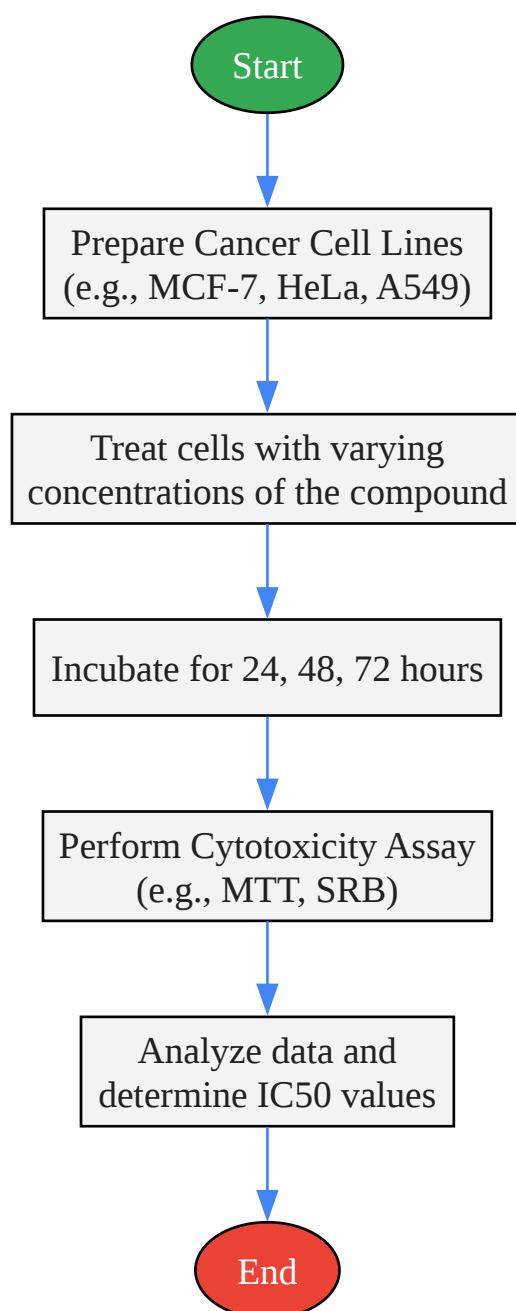 Start
Prepare Cancer Cell Lines
(e.g., MCF-7, HeLa, A549)
Treat cells with varying
concentrations of the compound
Incubate for 24, 48, 72 hours
Perform Cytotoxicity Assay
(e.g., MTT, SRB)
Analyze data and
determine IC50 values
End